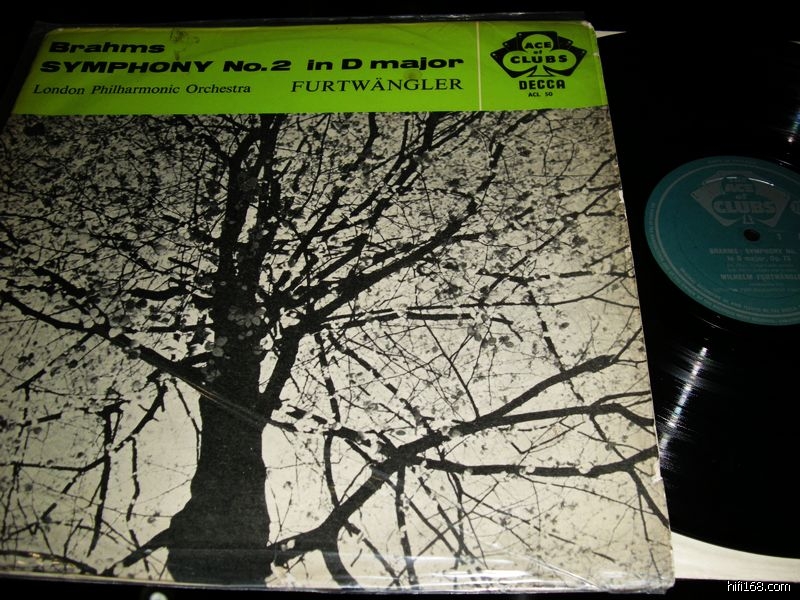 Brahms
SYMPHONY No. 2 in D major
London Philharmonic Orchestra FURTWÄNGLER
ACE
of
CLUBS
DECCA
ACL 50
ACE
of
CLUBS
BRAHMS - SYMPHONY No.
in D major, Op. 73
WILHELM FURTWÄNGLER
hifi168.com